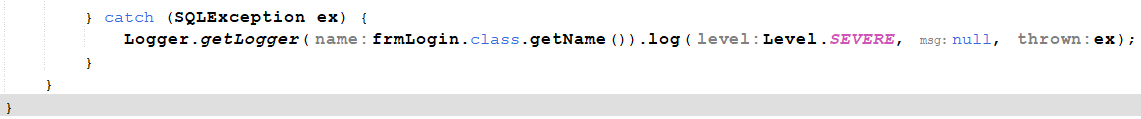 } catch (SQLException ex) {
Logger.getLogger(name:frmLogin.class.getName()).log(level:Level.SEVERE, msg:null, thrown:ex);
}
}
}